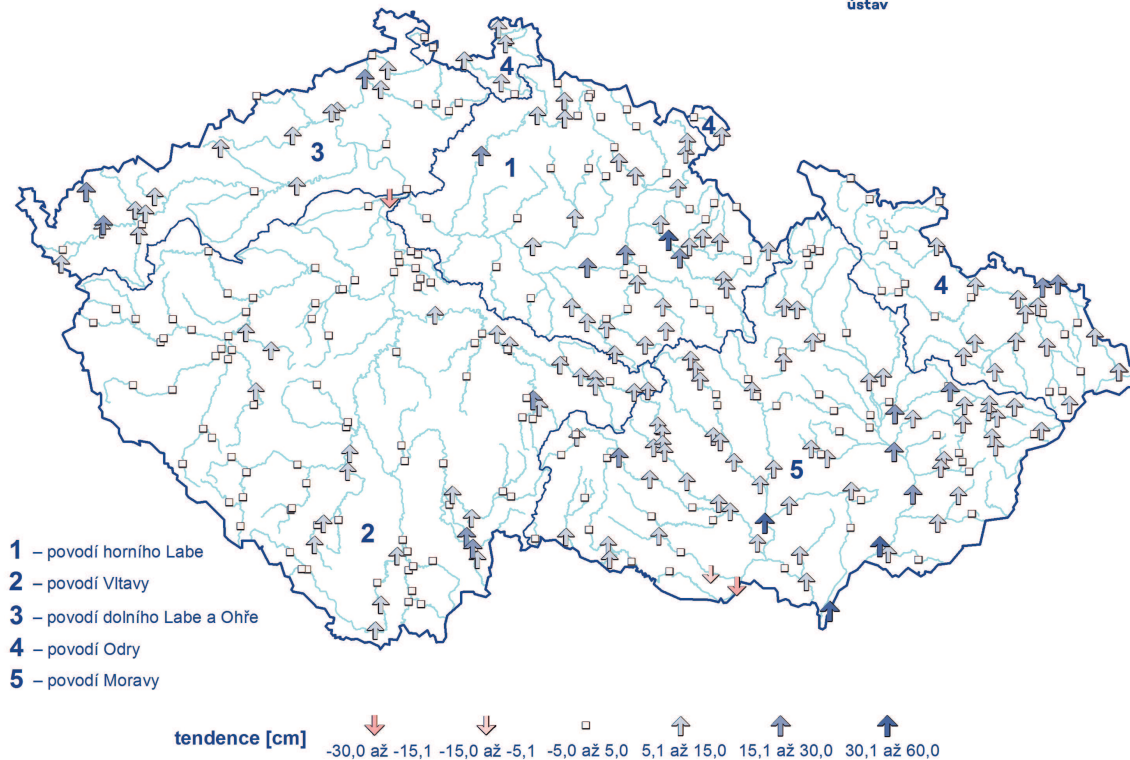 ústav
4
4
3
1
4
5
2
1 – povodí horního Labe
2 – povodí Vltavy
3 – povodí dolního Labe a Ohře
4 – povodí Odry
5 – povodí Moravy
tendence [cm]
-30,0 až -15,1 -15,0 až -5,1 -5,0 až 5,0 5,1 až 15,0 15,1 až 30,0 30,1 až 60,0